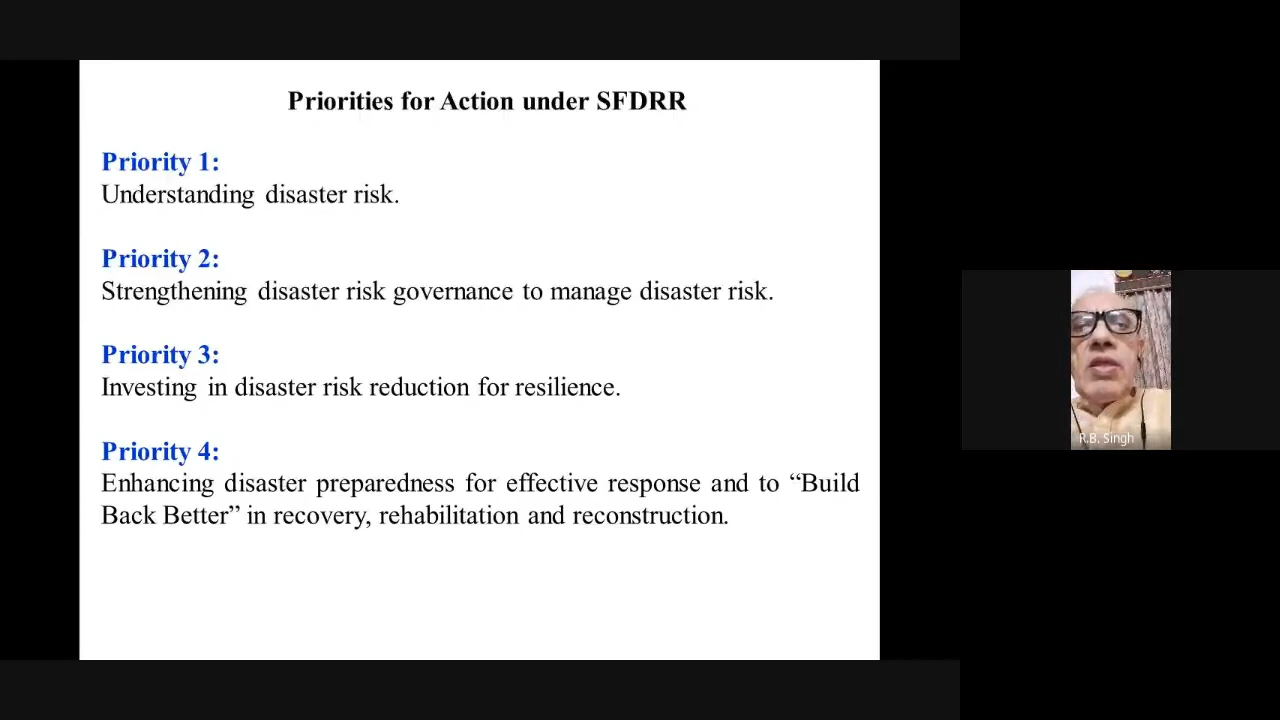 Priorities for Action under SFDRR
Priority 1:
Understanding disaster risk.
Priority 2:
Strengthening disaster risk governance to manage disaster risk.
Priority 3:
Investing in disaster risk reduction for resilience.
Priority 4:
Enhancing disaster preparedness for effective response and to “Build
Back Better” in recovery, rehabilitation and reconstruction.
R.B. Singh